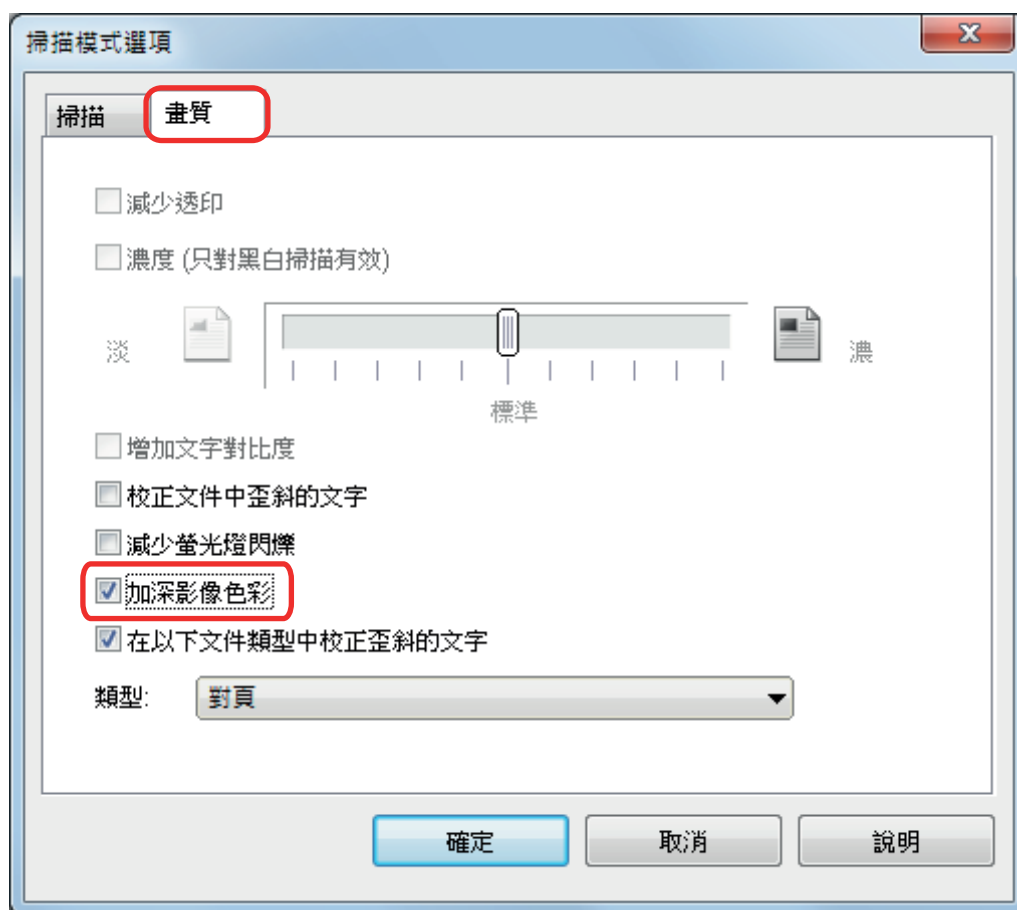 掃描模式選項
掃描 畫質
減少透印
濃度 (只對黑白掃描有效)
淡 濃
標準
增加文字對比度
校正文件中歪斜的文字
減少螢光燈閃爍
加深影像色彩
在以下文件類型中校正歪斜的文字
類型: 對頁
確定 取消 說明